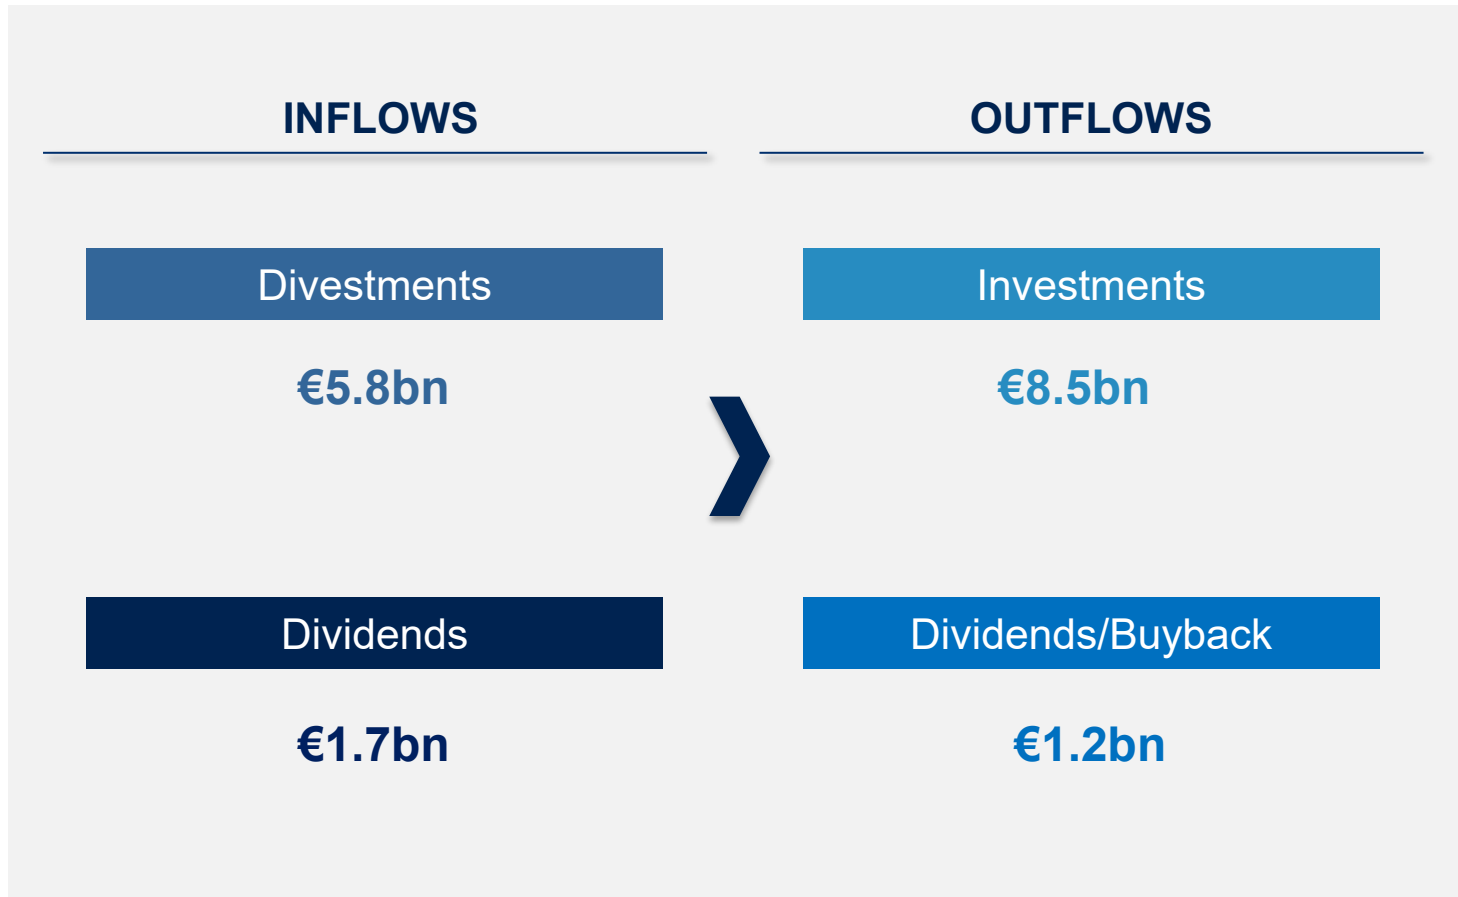 INFLOWS
Divestments
€5.8bn
Dividends
€1.7bn
OUTFLOWS
Investments
€8.5bn
Dividends/Buyback
€1.2bn